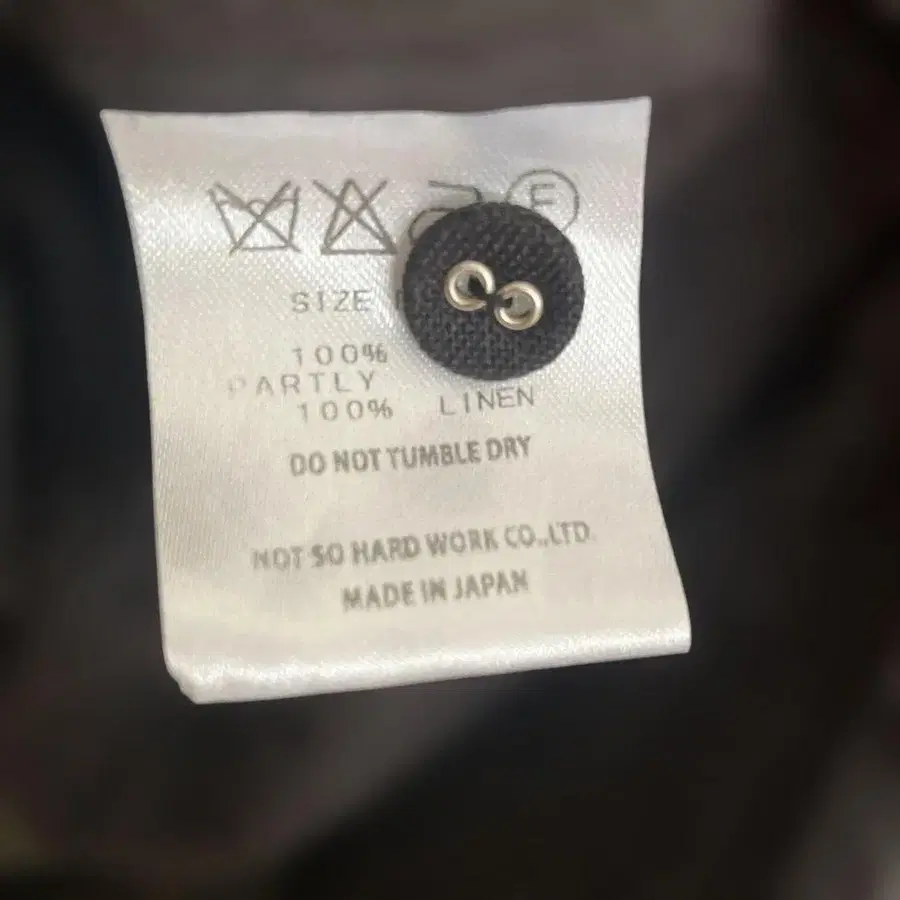 F
SIZE
100%
PARTLY
100% LINEN
DO NOT TUMBLE DRY
NOT SO HARD WORK CO.,LTD.
MADE IN JAPAN